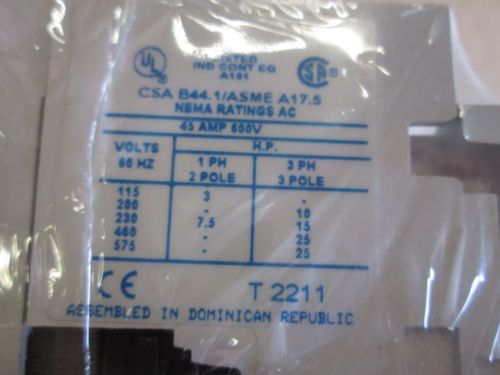 UL LISTED
IND CONT EQ
A161
CSA B44.1/ASME A17.5
NEMA RATINGS AC
45 AMP 600V
VOLTS 60 HZ H.P.
1 PH 2 POLE 3 PH 3 POLE
115 3 -
200 - 10
230 7.5 15
460 - 25
575 - 25
CE T 2211
ASSEMBLED IN DOMINICAN REPUBLIC